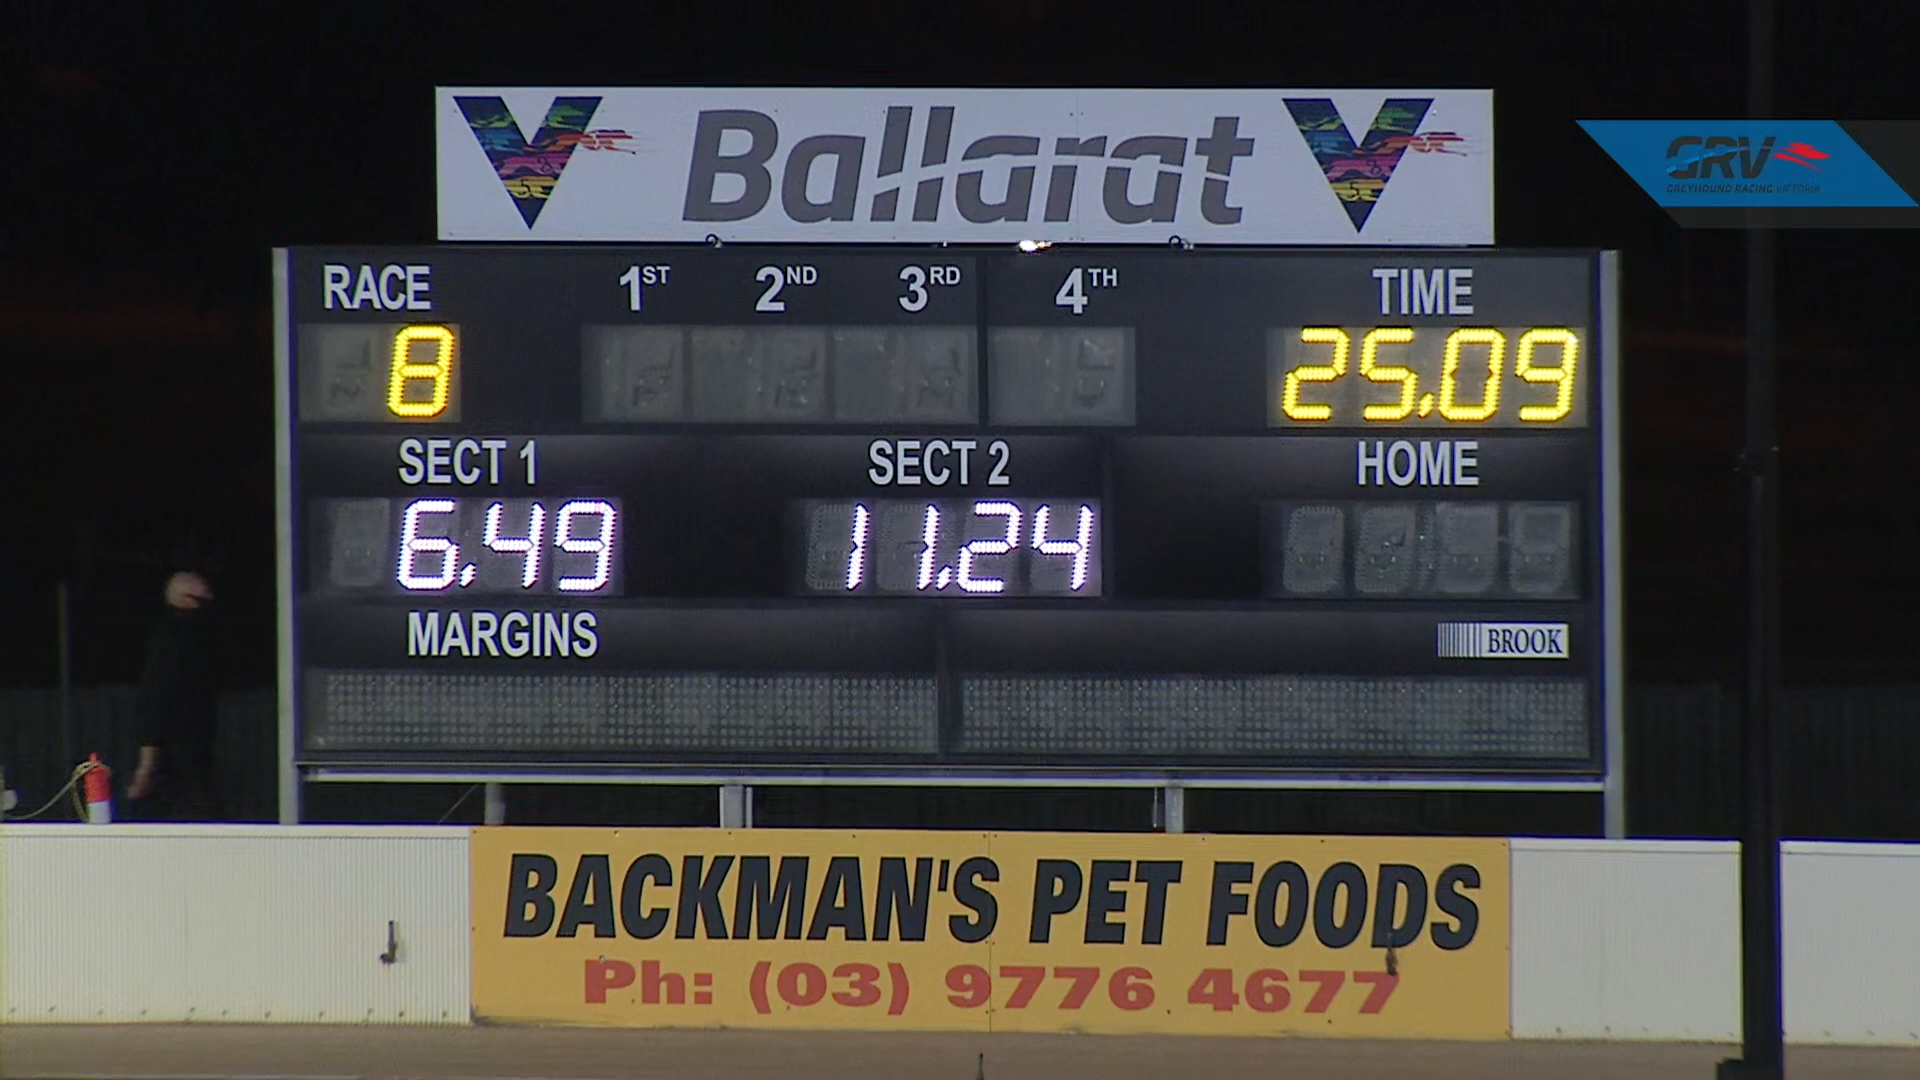 Ballarat
GRV
GREYHOUND RACING VICTORIA
RACE 1ST 2ND 3RD 4TH TIME
8 25.09
SECT 1 SECT 2 HOME
6.49 11.24
MARGINS BROOK
BACKMAN'S PET FOODS
Ph: (03) 9776 4677